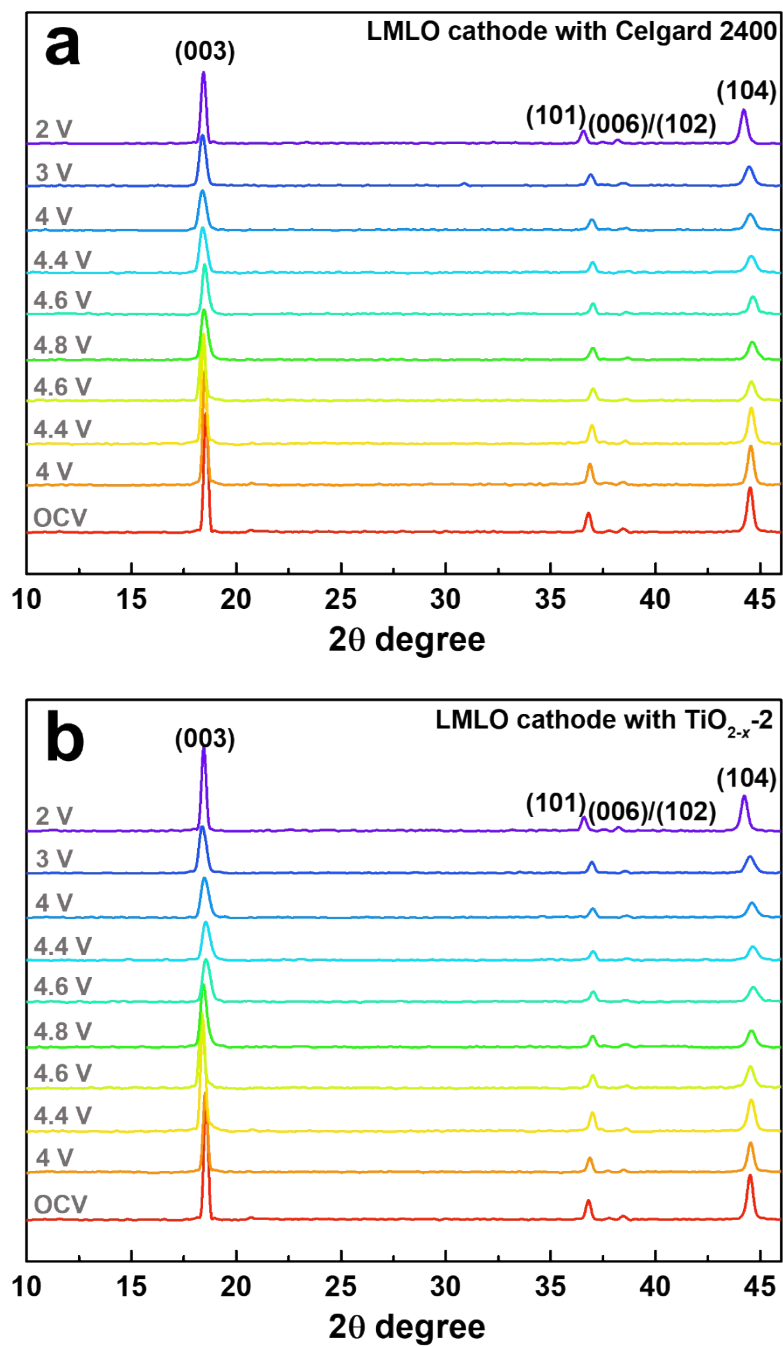 a
LMLO cathode with Celgard 2400
(003)
(101) (006)/(102)
(104)
2 V
3 V
4 V
4.4 V
4.6 V
4.8 V
4.6 V
4.4 V
4 V
OCV
10 15 20 25 30 35 40 45
2θ degree
b
LMLO cathode with TiO2-x-2
(003)
(101) (006)/(102)
(104)
2 V
3 V
4 V
4.4 V
4.6 V
4.8 V
4.6 V
4.4 V
4 V
OCV
10 15 20 25 30 35 40 45
2θ degree